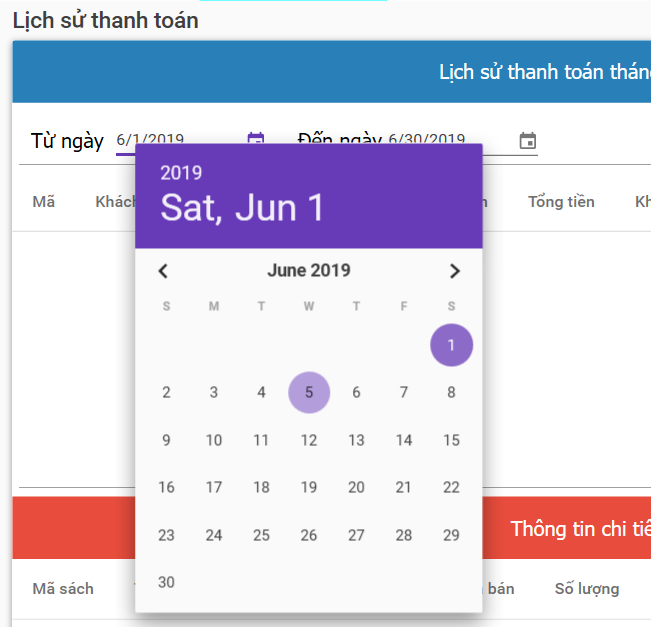 Lịch sử thanh toán
Lịch sử thanh toán thán
Từ ngày 6/1/2019 Đến ngày 6/30/2019
Mã Khách Tổng tiền Kh
2019
Sat, Jun 1
June 2019
S M T W T F S
1
2 3 4 5 6 7 8
9 10 11 12 13 14 15
16 17 18 19 20 21 22
23 24 25 26 27 28 29
30
Thông tin chi tiê
Mã sách bán Số lượng